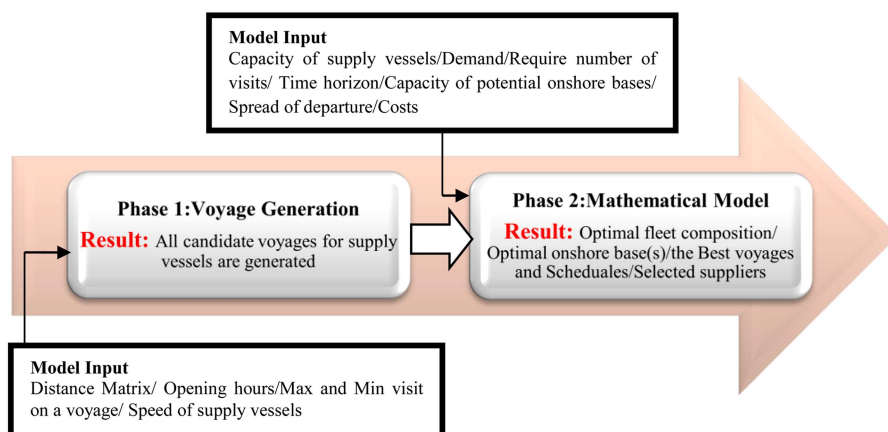 Model Input
Capacity of supply vessels/Demand/Require number of
visits/ Time horizon/Capacity of potential onshore bases/
Spread of departure/Costs
Phase 1:Voyage Generation
Result: All candidate voyages for supply
vessels are generated
Phase 2:Mathematical Model
Result: Optimal fleet composition/
Optimal onshore base(s)/the Best voyages
and Scheduales/Selected suppliers
Model Input
Distance Matrix/ Opening hours/Max and Min visit
on a voyage/ Speed of supply vessels